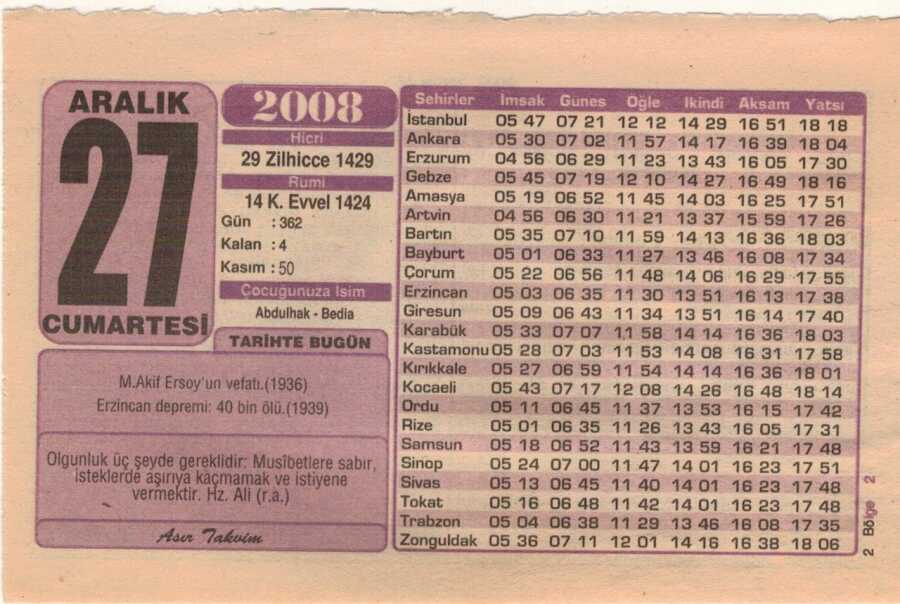 ARALIK
27
CUMARTESİ
2008
Hicri
29 Zilhicce 1429
Rumi
14 K. Evvel 1424
Gün : 362
Kalan : 4
Kasım : 50
Çocuğunuza İsim
Abdulhak - Bedia
TARİHTE BUGÜN
M.Akif Ersoy'un vefatı.(1936)
Erzincan depremi: 40 bin ölü.(1939)
Olgunluk üç şeyde gereklidir: Musîbetlere sabır,
isteklerde aşırıya kaçmamak ve istiyene
vermektir. Hz. Ali (r.a.)
Asır Takvim
Sehirler İmsak Gunes Öğle Ikindi Aksam Yatsı
Istanbul 05 47 07 21 12 12 14 29 16 51 18 18
Ankara 05 30 07 02 11 57 14 17 16 39 18 04
Erzurum 04 56 06 29 11 23 13 43 16 05 17 30
Gebze 05 45 07 19 12 10 14 27 16 49 18 16
Amasya 05 19 06 52 11 45 14 03 16 25 17 51
Artvin 04 56 06 30 11 21 13 37 15 59 17 26
Bartın 05 35 07 10 11 59 14 13 16 36 18 03
Bayburt 05 01 06 33 11 27 13 46 16 08 17 34
Çorum 05 22 06 56 11 48 14 06 16 29 17 55
Erzincan 05 03 06 35 11 30 13 51 16 13 17 38
Giresun 05 09 06 43 11 34 13 51 16 14 17 40
Karabük 05 33 07 07 11 58 14 14 16 36 18 03
Kastamonu 05 28 07 03 11 53 14 08 16 31 17 58
Kırıkkale 05 27 06 59 11 54 14 14 16 36 18 01
Kocaeli 05 43 07 17 12 08 14 26 16 48 18 14
Ordu 05 11 06 45 11 37 13 53 16 15 17 42
Rize 05 01 06 35 11 26 13 43 16 05 17 31
Samsun 05 18 06 52 11 43 13 59 16 21 17 48
Sinop 05 24 07 00 11 47 14 01 16 23 17 51
Sivas 05 13 06 45 11 40 14 01 16 23 17 48
Tokat 05 16 06 48 11 42 14 01 16 23 17 48
Trabzon 05 04 06 38 11 29 13 46 16 08 17 35
Zonguldak 05 36 07 11 12 01 14 16 16 38 18 06
2 Bölge 2